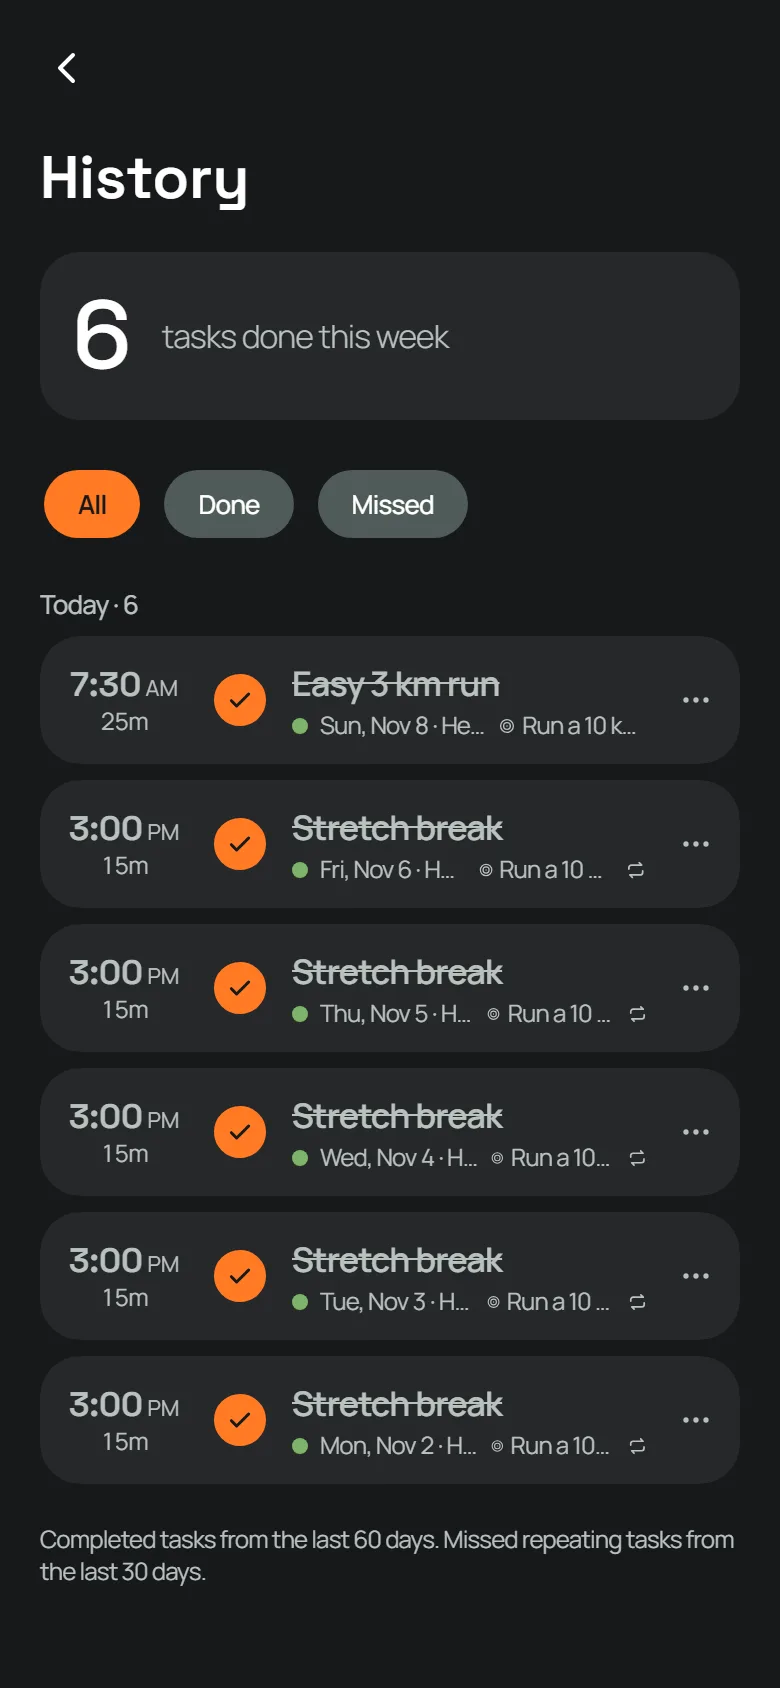 History
6 tasks done this week
All Done Missed
Today · 6
7:30 AM Easy 3 km run
25m Sun, Nov 8 · He... Run a 10 k...
3:00 PM Stretch break
15m Fri, Nov 6 · H... Run a 10 ...
3:00 PM Stretch break
15m Thu, Nov 5 · H... Run a 10 ...
3:00 PM Stretch break
15m Wed, Nov 4 · H... Run a 10...
3:00 PM Stretch break
15m Tue, Nov 3 · H... Run a 10 ...
3:00 PM Stretch break
15m Mon, Nov 2 · H... Run a 10...
Completed tasks from the last 60 days. Missed repeating tasks from
the last 30 days.